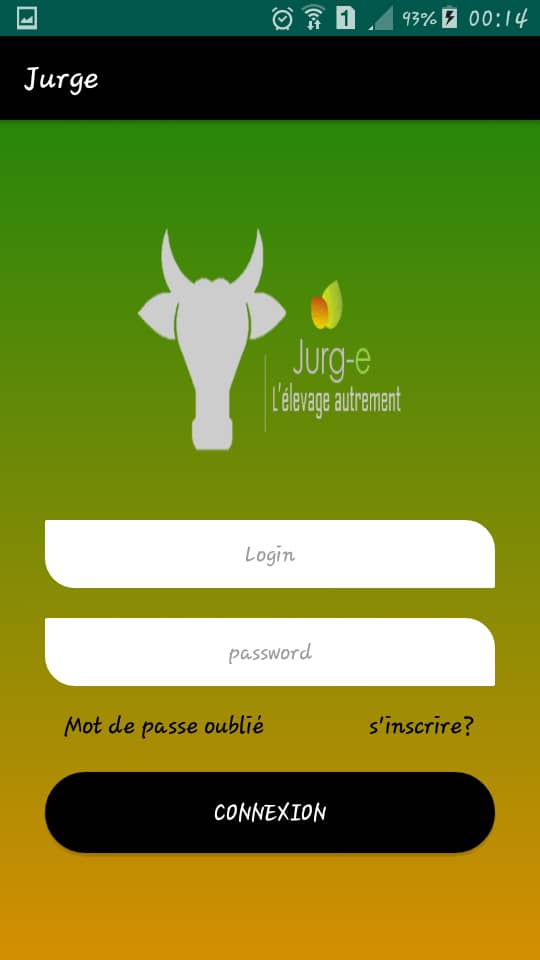 1 93% 00:14
Jurge
Jurg-e
L'élevage autrement
Login
password
Mot de passe oublié s'inscrire?
CONNEXION